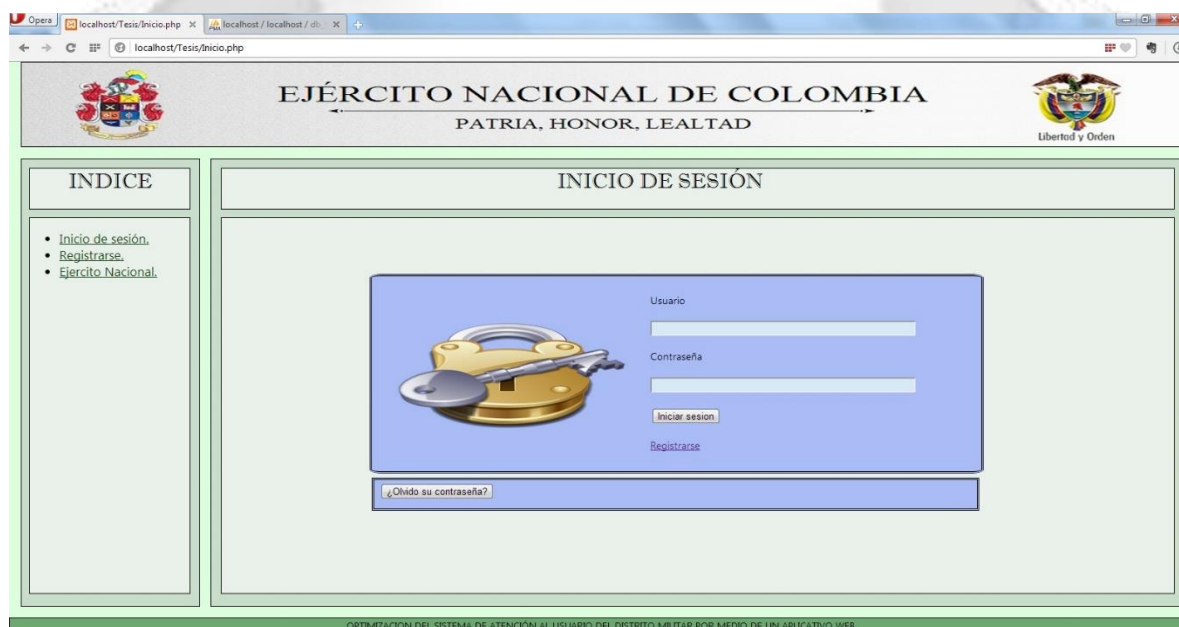 Opera
localhost/Tesis/Inicio.php
localhost / localhost / db_
localhost/Tesis/Inicio.php
EJÉRCITO NACIONAL DE COLOMBIA
PATRIA, HONOR, LEALTAD
Libertad y Orden
INDICE
Inicio de sesión.
Registrarse.
Ejercito Nacional.
INICIO DE SESIÓN
Usuario
Contraseña
Iniciar sesion
Registrarse
¿Olvido su contraseña?
OPTIMIZACION DEL SISTEMA DE ATENCIÓN AL USUARIO DEL DISTRITO MILITAR POR MEDIO DE UN APLICATIVO WEB